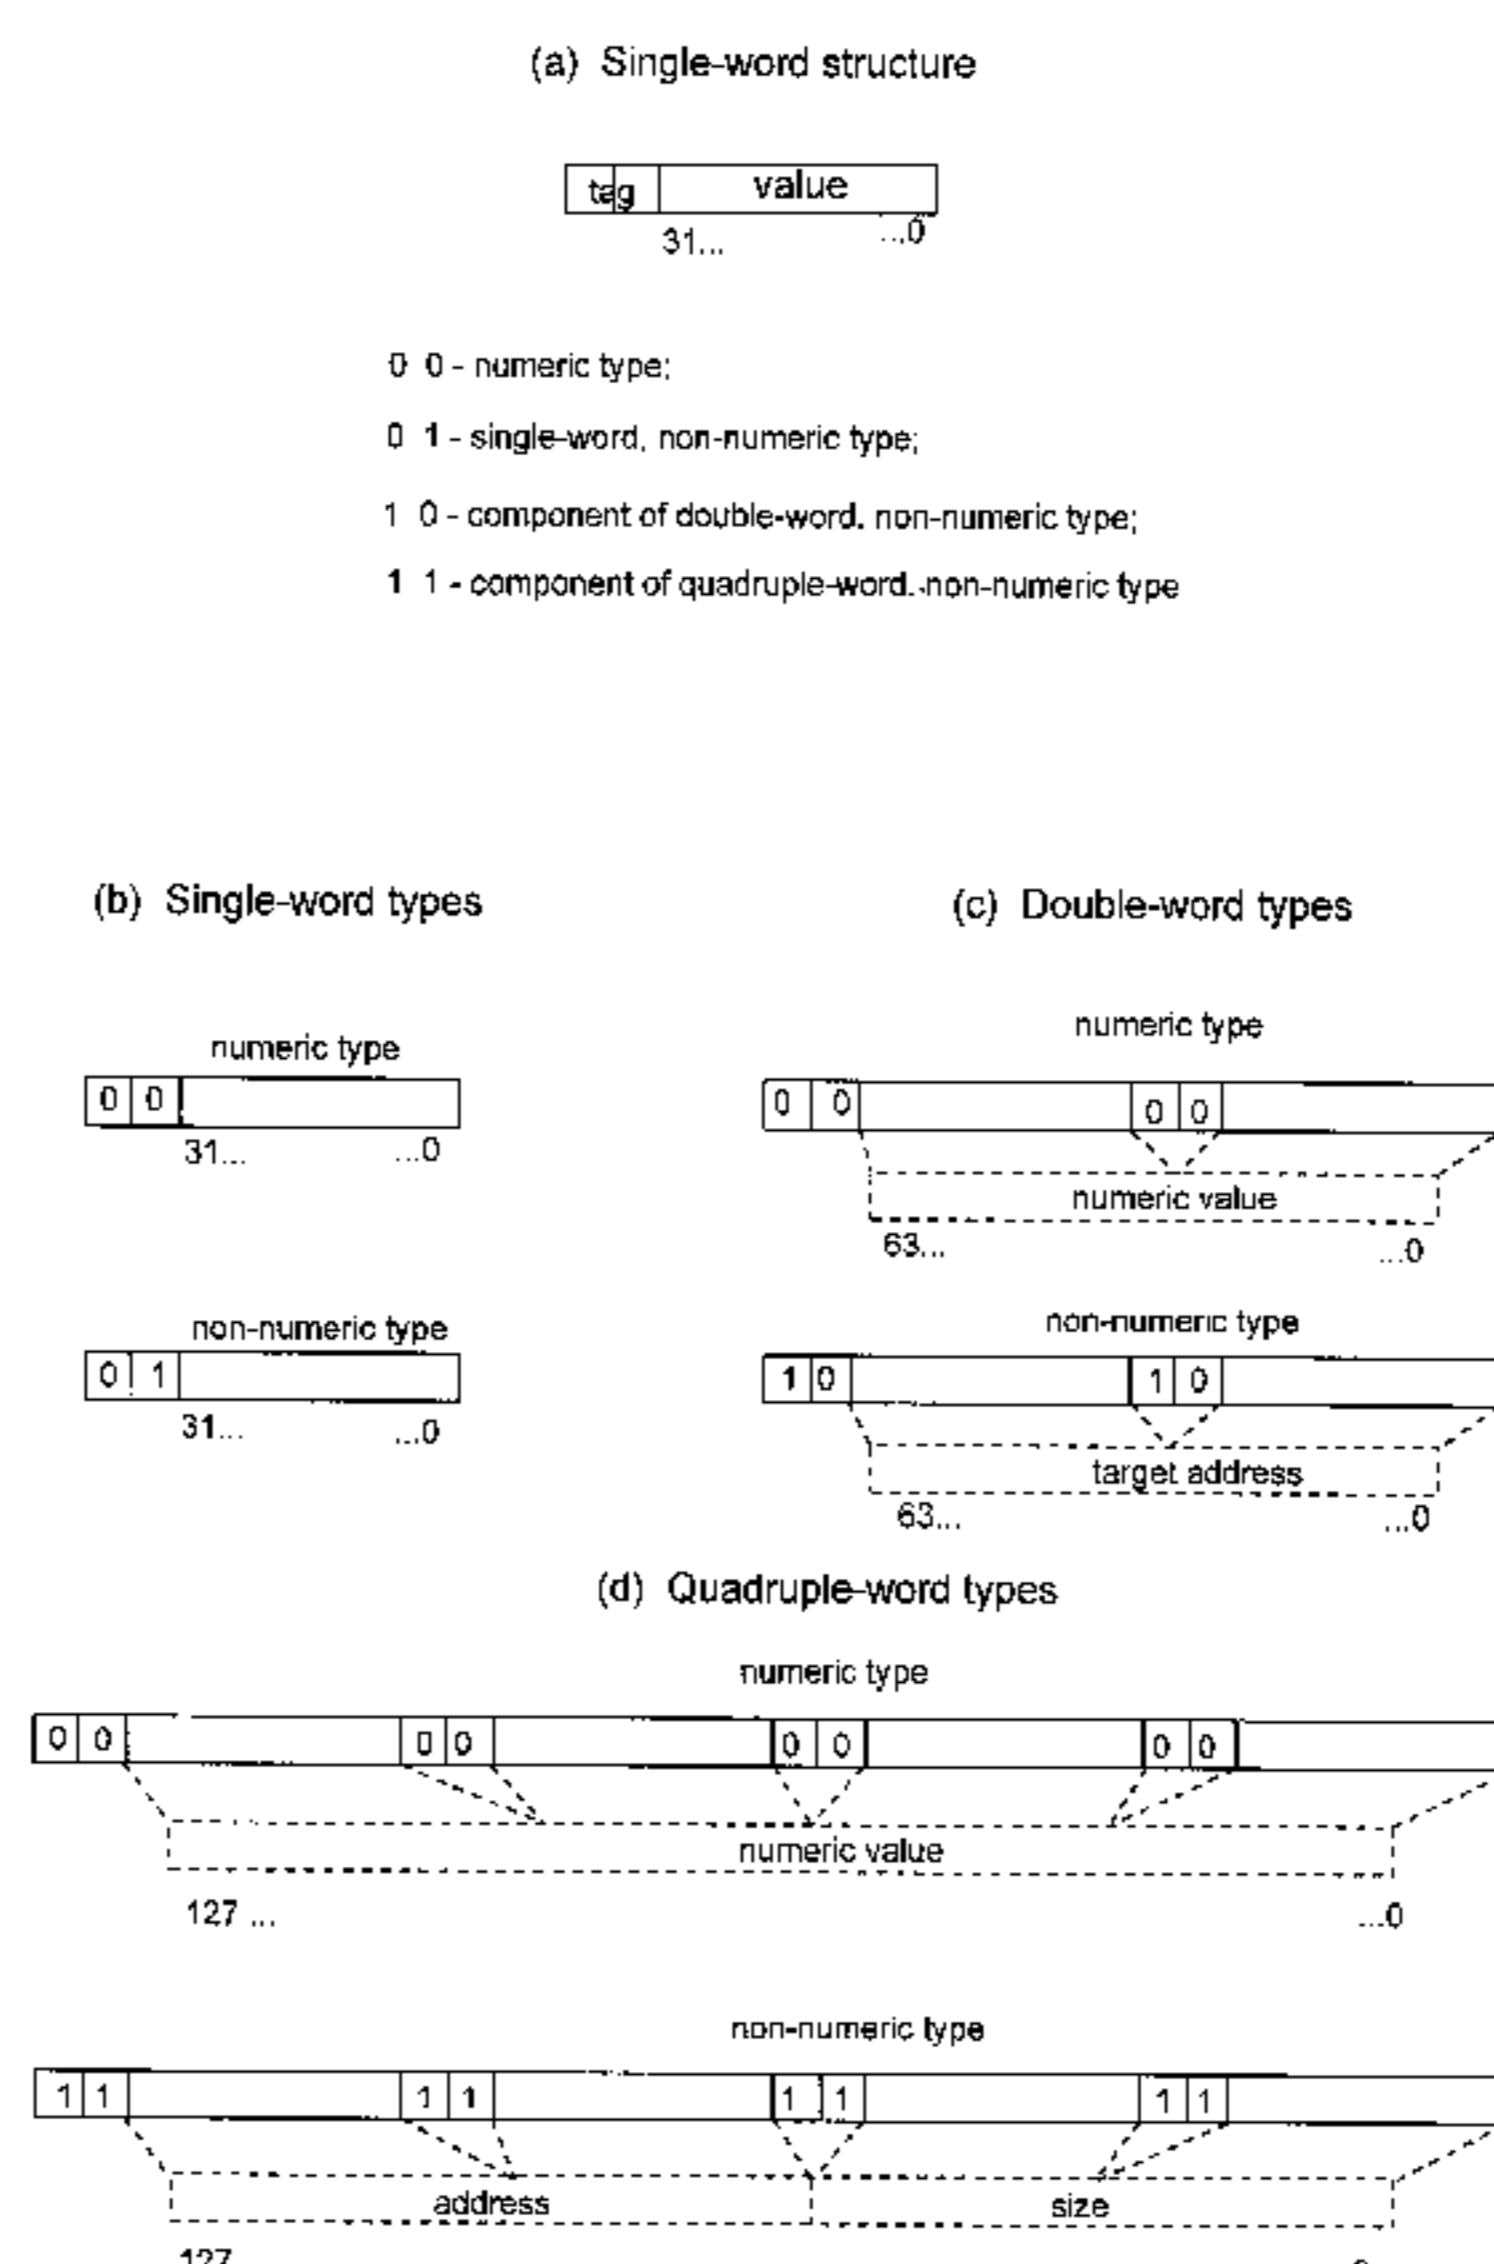 (a) Single-word structure
tag value
31... ...0
0 0 - numeric type;
0 1 - single-word, non-numeric type;
1 0 - component of double-word. non-numeric type;
1 1 - component of quadruple-word. non-numeric type
(b) Single-word types
(c) Double-word types
numeric type
0 0
31... ...0
non-numeric type
0 1
31... ...0
numeric type
0 0 0 0
numeric value
63... ...0
non-numeric type
1 0 1 0
target address
63... ...0
(d) Quadruple-word types
numeric type
0 0 0 0 0 0 0 0
numeric value
127 ... ...0
non-numeric type
1 1 1 1 1 1 1 1
address size
127